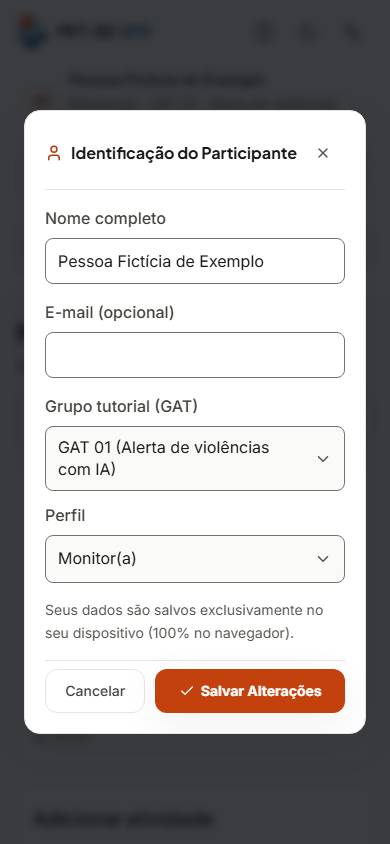 Identificação do Participante
Nome completo
Pessoa Fictícia de Exemplo
E-mail (opcional)
Grupo tutorial (GAT)
GAT 01 (Alerta de violências
com IA)
Perfil
Monitor(a)
Seus dados são salvos exclusivamente no
seu dispositivo (100% no navegador).
Cancelar
Salvar Alterações
Adicionar atividade